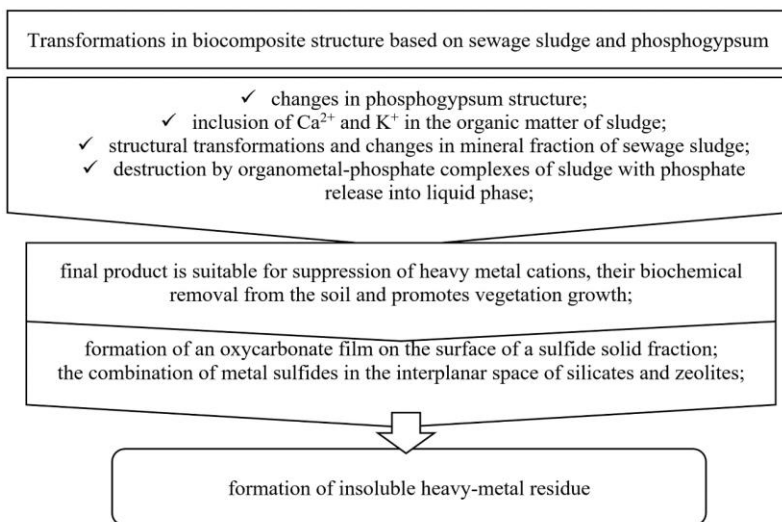 Transformations in biocomposite structure based on sewage sludge and phosphogypsum
✓ changes in phosphogypsum structure;
✓ inclusion of Ca²⁺ and K⁺ in the organic matter of sludge;
✓ structural transformations and changes in mineral fraction of sewage sludge;
✓ destruction by organometal-phosphate complexes of sludge with phosphate
release into liquid phase;
final product is suitable for suppression of heavy metal cations, their biochemical
removal from the soil and promotes vegetation growth;
formation of an oxycarbonate film on the surface of a sulfide solid fraction;
the combination of metal sulfides in the interplanar space of silicates and zeolites;
formation of insoluble heavy-metal residue